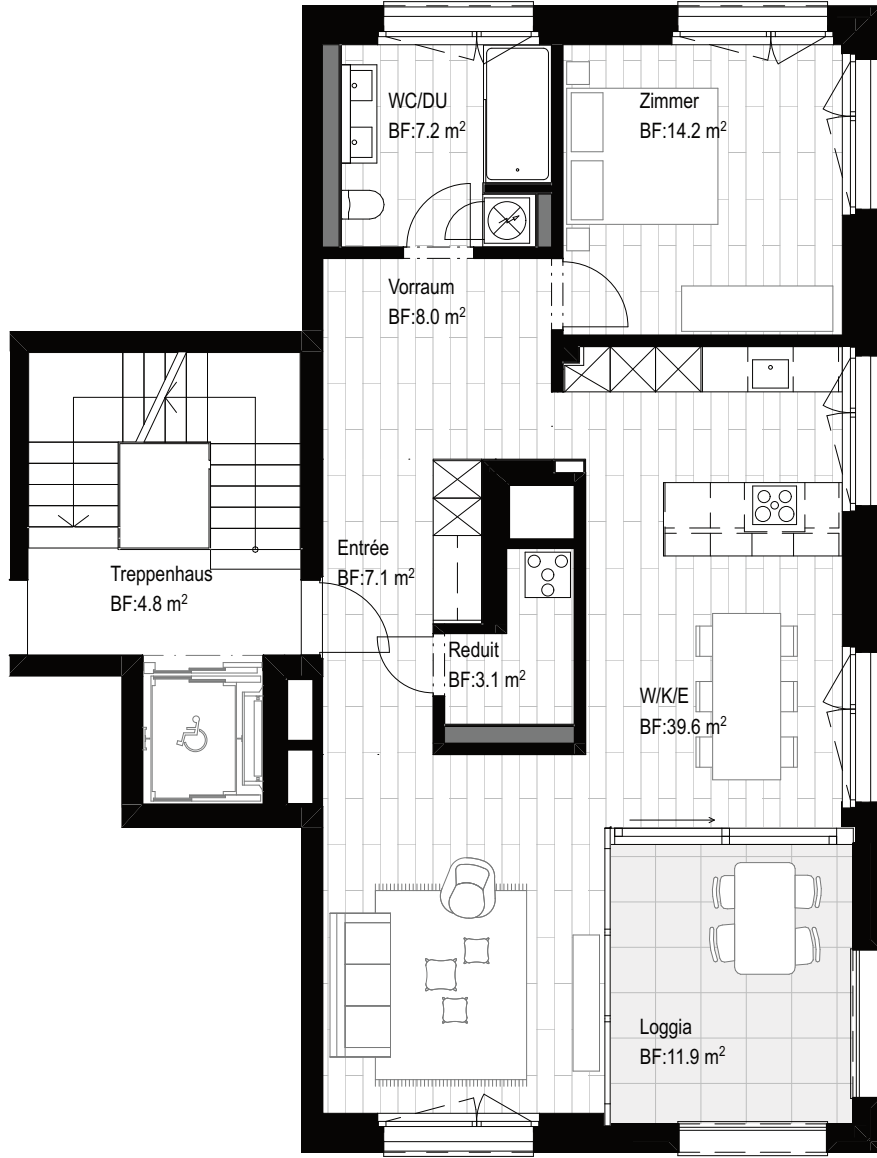 WC/DU
BF:7.2 m²
Zimmer
BF:14.2 m²
Vorraum
BF:8.0 m²
Entrée
BF:7.1 m²
Treppenhaus
BF:4.8 m²
Reduit
BF:3.1 m²
W/K/E
BF:39.6 m²
Loggia
BF:11.9 m²